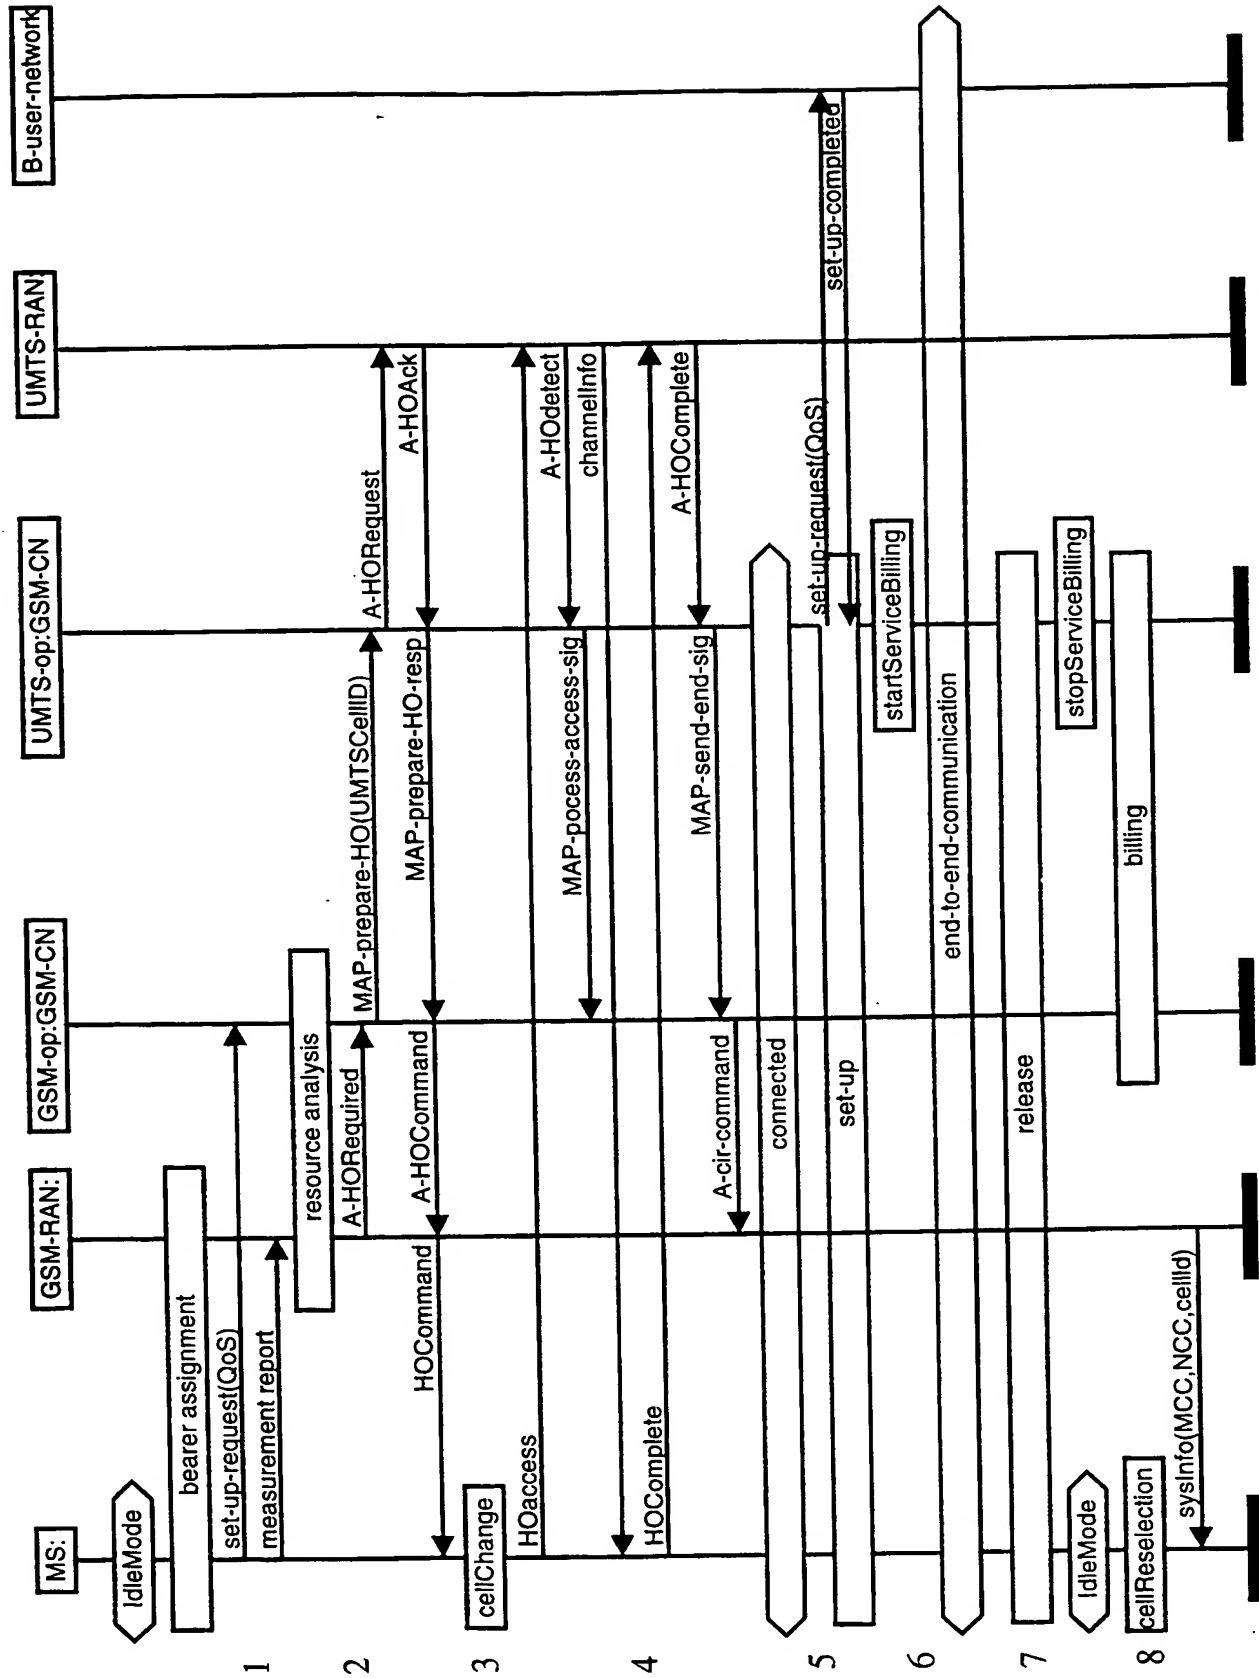 MS:
GSM-RAN:
GSM-op:GSM-CN
UMTS-op:GSM-CN
UMTS-RAN
B-user-network
IdleMode
bearer assignment
1
set-up-request(QoS)
measurement report
resource analysis
2
A-HORequired
MAP-prepare-HO(UMTSCellID)
A-HORequest
A-HOAck
MAP-prepare-HO-resp
A-HOCommand
HOCommand
3
cellChange
HOaccess
A-HOdetect
MAP-pocess-access-sig
channelInfo
4
HOComplete
A-HOComplete
MAP-send-end-sig
A-cir-command
connected
5
set-up
set-up-request(QoS)
set-up-completed
startServiceBilling
6
end-to-end-communication
7
release
stopServiceBilling
IdleMode
8
cellReselection
billing
sysInfo(MCC,NCC,cellId)